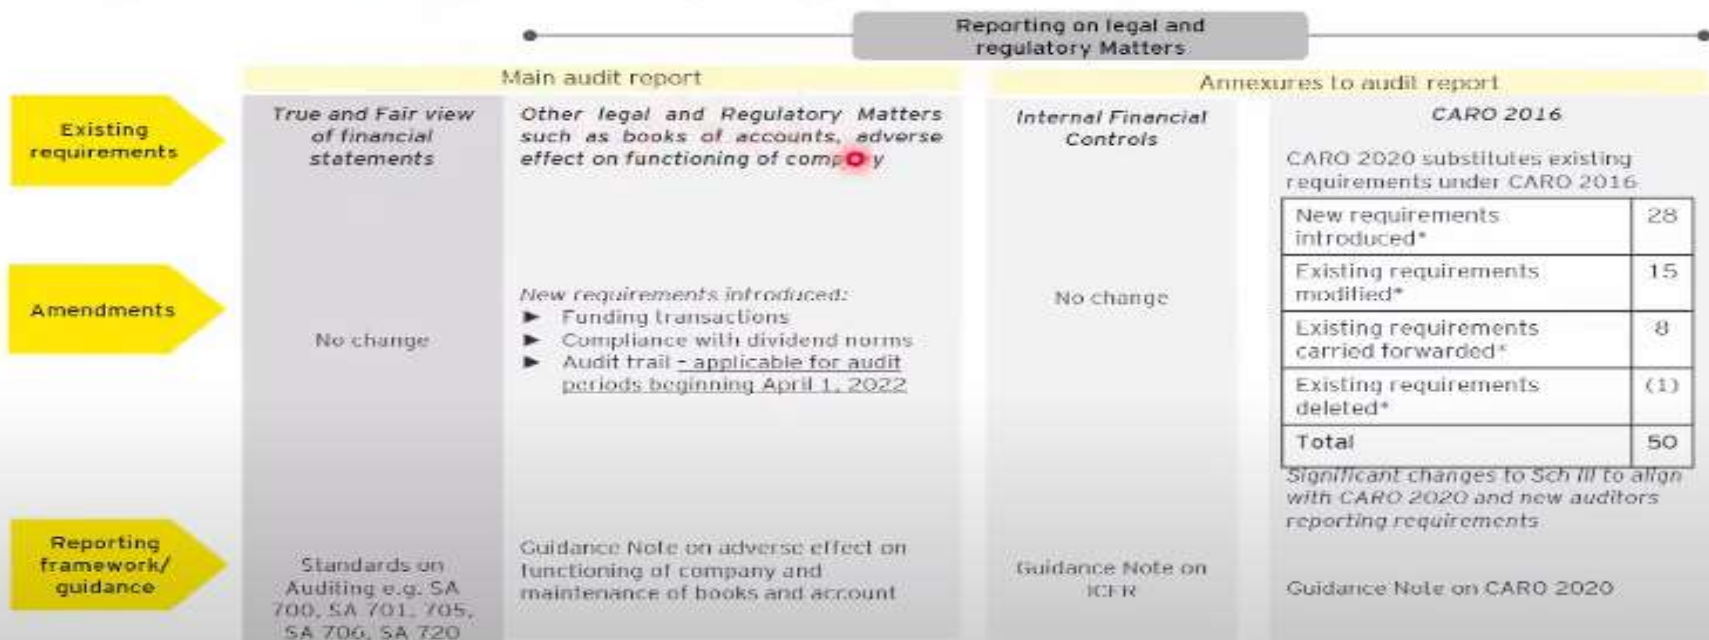 Reporting on legal and
regulatory Matters
Main audit report
Annexures to audit report
Existing
requirements
True and Fair view
of financial
statements
Other legal and Regulatory Matters
such as books of accounts, adverse
effect on functioning of comp y
Internal Financial
Controls
CARO 2016
CARO 2020 substitutes existing
requirements under CARO 2016
New requirements
introduced*
28
Existing requirements
modified*
15
Existing requirements
carried forwarded*
8
Existing requirements
deleted*
(1)
Total
50
Significant changes to Sch III to align
with CARO 2020 and new auditors
reporting requirements
Amendments
No change
New requirements introduced:
► Funding transactions
► Compliance with dividend norms
► Audit trail - applicable for audit
periods beginning April 1, 2022
No change
Reporting
framework/
guidance
Standards on
Auditing e.g. SA
700, SA 701, 705,
SA 706, SA 720
Guidance Note on adverse effect on
functioning of company and
maintenance of books and account
Guidance Note on
ICFR
Guidance Note on CARO 2020